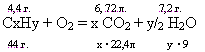 4,4 г. 6, 72 л. 7,2 г.
CxHy + O₂ = x CO₂ + y/2 H₂O
44 г. х · 22,4л у · 9